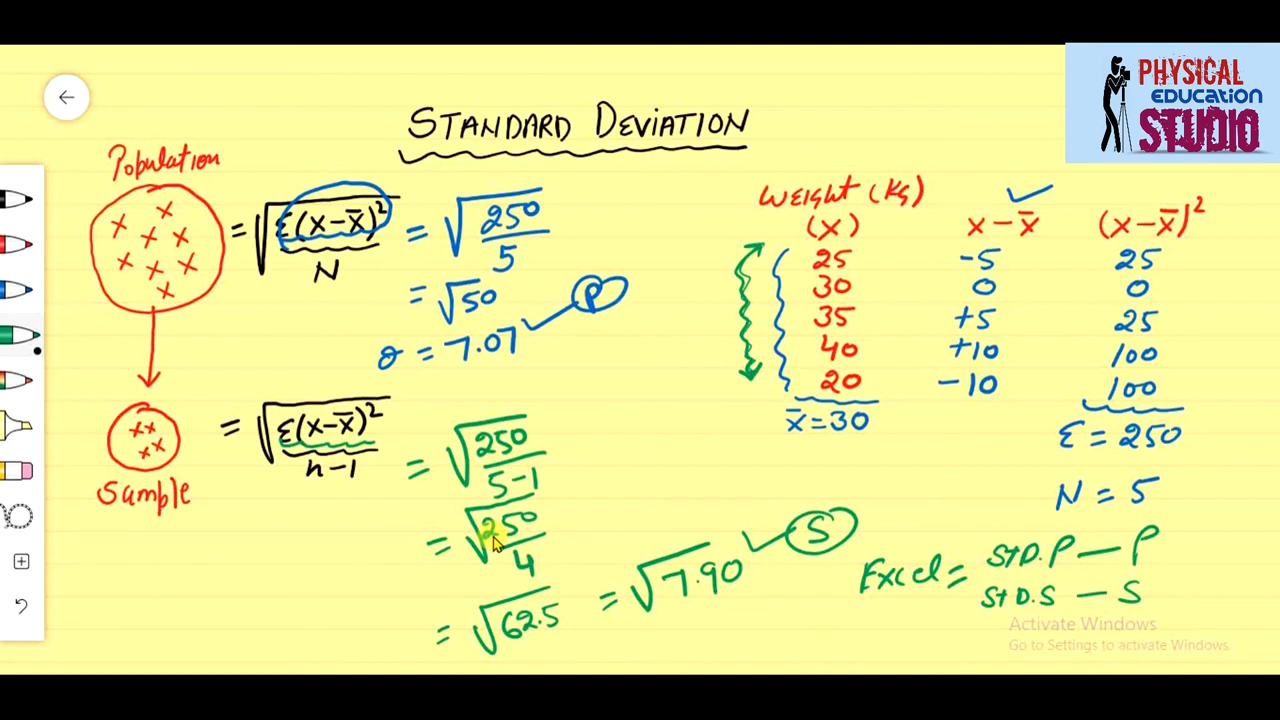 PHYSICAL
EDUCATION
STUDIO
STANDARD DEVIATION
Population
= √(Σ(x-x̄)² / N)
= √(250 / 5)
= √50
σ = 7.07 P
Sample
= √(Σ(x-x̄)² / n-1)
= √(250 / 5-1)
= √(250 / 4)
= √62.5 = √7.90 S
Weight (Kg)
(X) x-x̄ (x-x̄)²
25 -5 25
30 0 0
35 +5 25
40 +10 100
20 -10 100
x̄=30 Σ=250
N = 5
Excel = STD.P — P
STD.S — S
Activate Windows
Go to Settings to activate Windows.